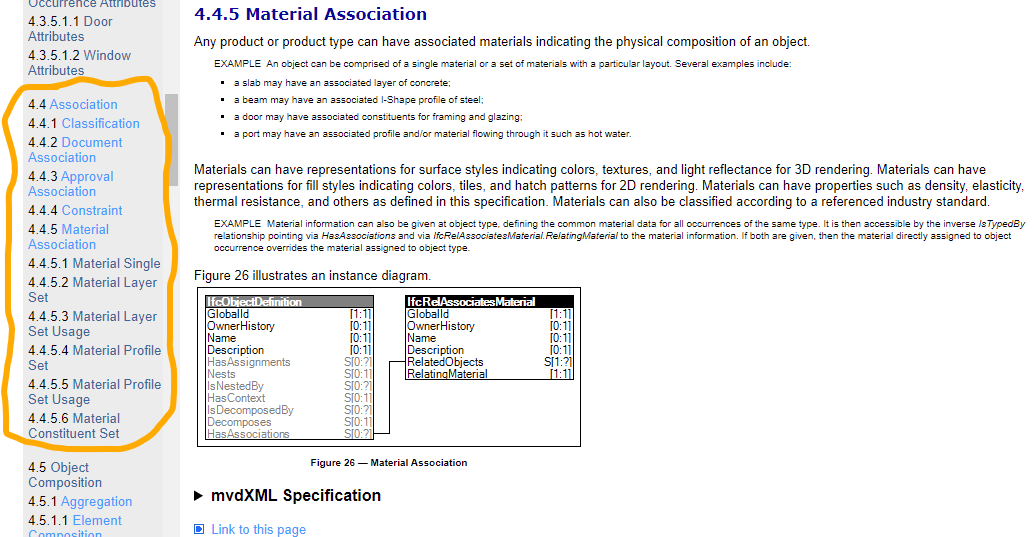 Occurrence Attributes
4.3.5.1.1 Door
Attributes
4.3.5.1.2 Window
Attributes
4.4 Association
4.4.1 Classification
4.4.2 Document
Association
4.4.3 Approval
Association
4.4.4 Constraint
4.4.5 Material
Association
4.4.5.1 Material Single
4.4.5.2 Material Layer
Set
4.4.5.3 Material Layer
Set Usage
4.4.5.4 Material Profile
Set
4.4.5.5 Material Profile
Set Usage
4.4.5.6 Material
Constituent Set
4.5 Object
Composition
4.5.1 Aggregation
4.5.1.1 Element
Composition
4.4.5 Material Association
Any product or product type can have associated materials indicating the physical composition of an object.
EXAMPLE An object can be comprised of a single material or a set of materials with a particular layout. Several examples include:
▪ a slab may have an associated layer of concrete;
▪ a beam may have an associated I-Shape profile of steel;
▪ a door may have associated constituents for framing and glazing;
▪ a port may have an associated profile and/or material flowing through it such as hot water.
Materials can have representations for surface styles indicating colors, textures, and light reflectance for 3D rendering. Materials can have
representations for fill styles indicating colors, tiles, and hatch patterns for 2D rendering. Materials can have properties such as density, elasticity,
thermal resistance, and others as defined in this specification. Materials can also be classified according to a referenced industry standard.
EXAMPLE Material information can also be given at object type, defining the common material data for all occurrences of the same type. It is then accessible by the inverse IsTypedBy
relationship pointing via HasAssociations and via IfcRelAssociatesMaterial.RelatingMaterial to the material information. If both are given, then the material directly assigned to object
occurrence overrides the material assigned to object type.
Figure 26 illustrates an instance diagram.
IfcObjectDefinition
GlobalId [1:1]
OwnerHistory [0:1]
Name [0:1]
Description [0:1]
HasAssignments S[0:?]
Nests S[0:1]
IsNestedBy S[0:?]
HasContext S[0:1]
IsDecomposedBy S[0:?]
Decomposes S[0:1]
HasAssociations S[0:?]
IfcRelAssociatesMaterial
GlobalId [1:1]
OwnerHistory [0:1]
Name [0:1]
Description [0:1]
RelatedObjects S[1:?]
RelatingMaterial [1:1]
Figure 26 — Material Association
► mvdXML Specification
Link to this page